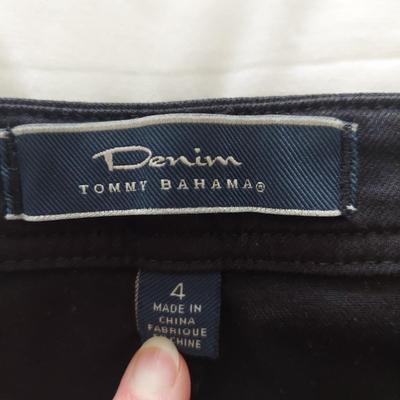 Denim
TOMMY BAHAMA®
4
MADE IN
CHINA
FABRIQUE
CHINE